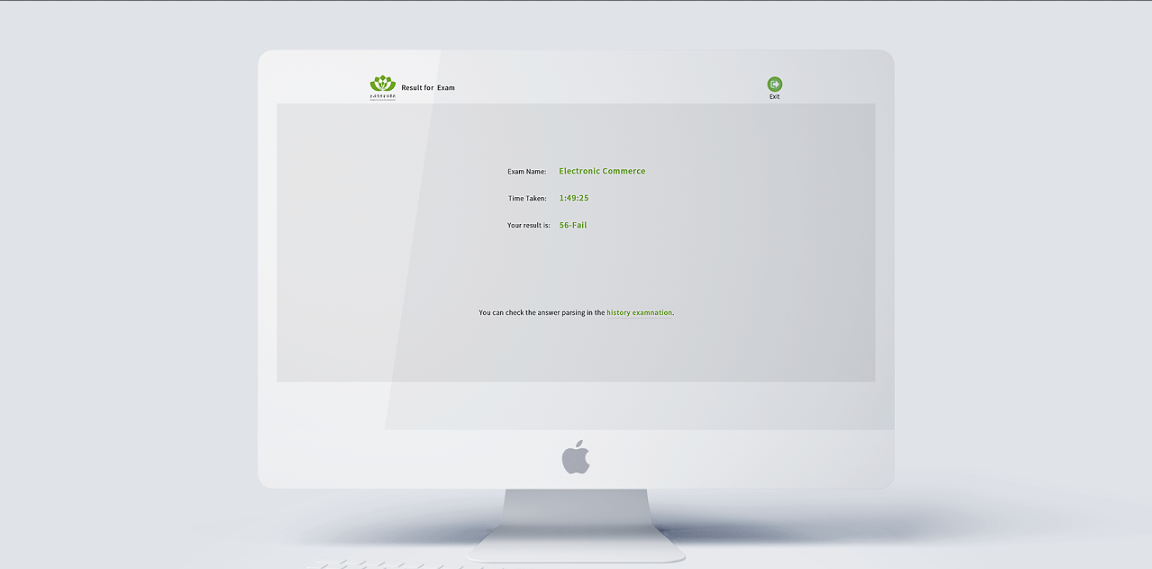 Result for Exam
Exit
Exam Name: Electronic Commerce
Time Taken: 1:49:25
Your result is: 56-Fail
You can check the answer parsing in the history examnation.